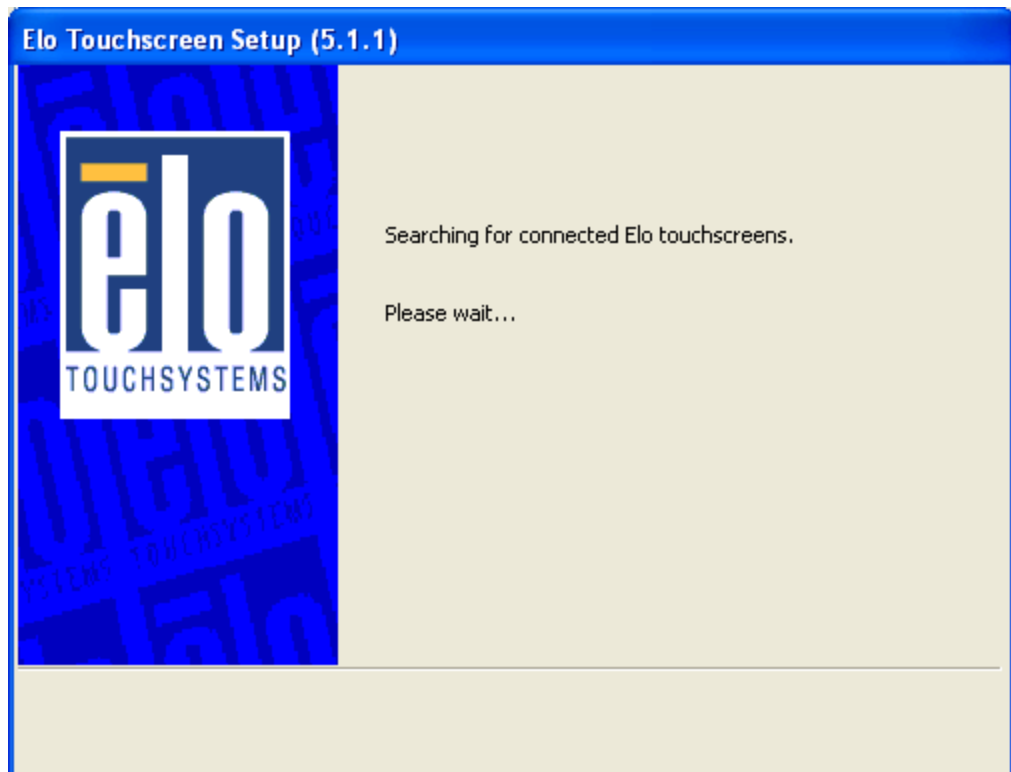 Elo Touchscreen Setup (5.1.1)
ēlo
TOUCHSYSTEMS
Searching for connected Elo touchscreens.
Please wait...